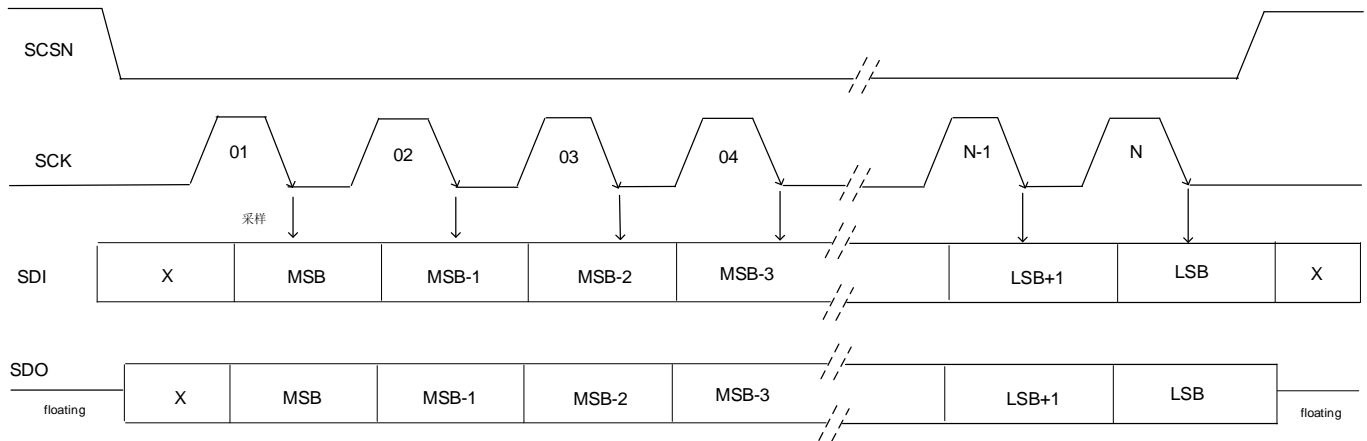 SCSN
SCK 01 02 03 04 N-1 N
采样
SDI X MSB MSB-1 MSB-2 MSB-3 LSB+1 LSB X
SDO
floating X MSB MSB-1 MSB-2 MSB-3 LSB+1 LSB floating